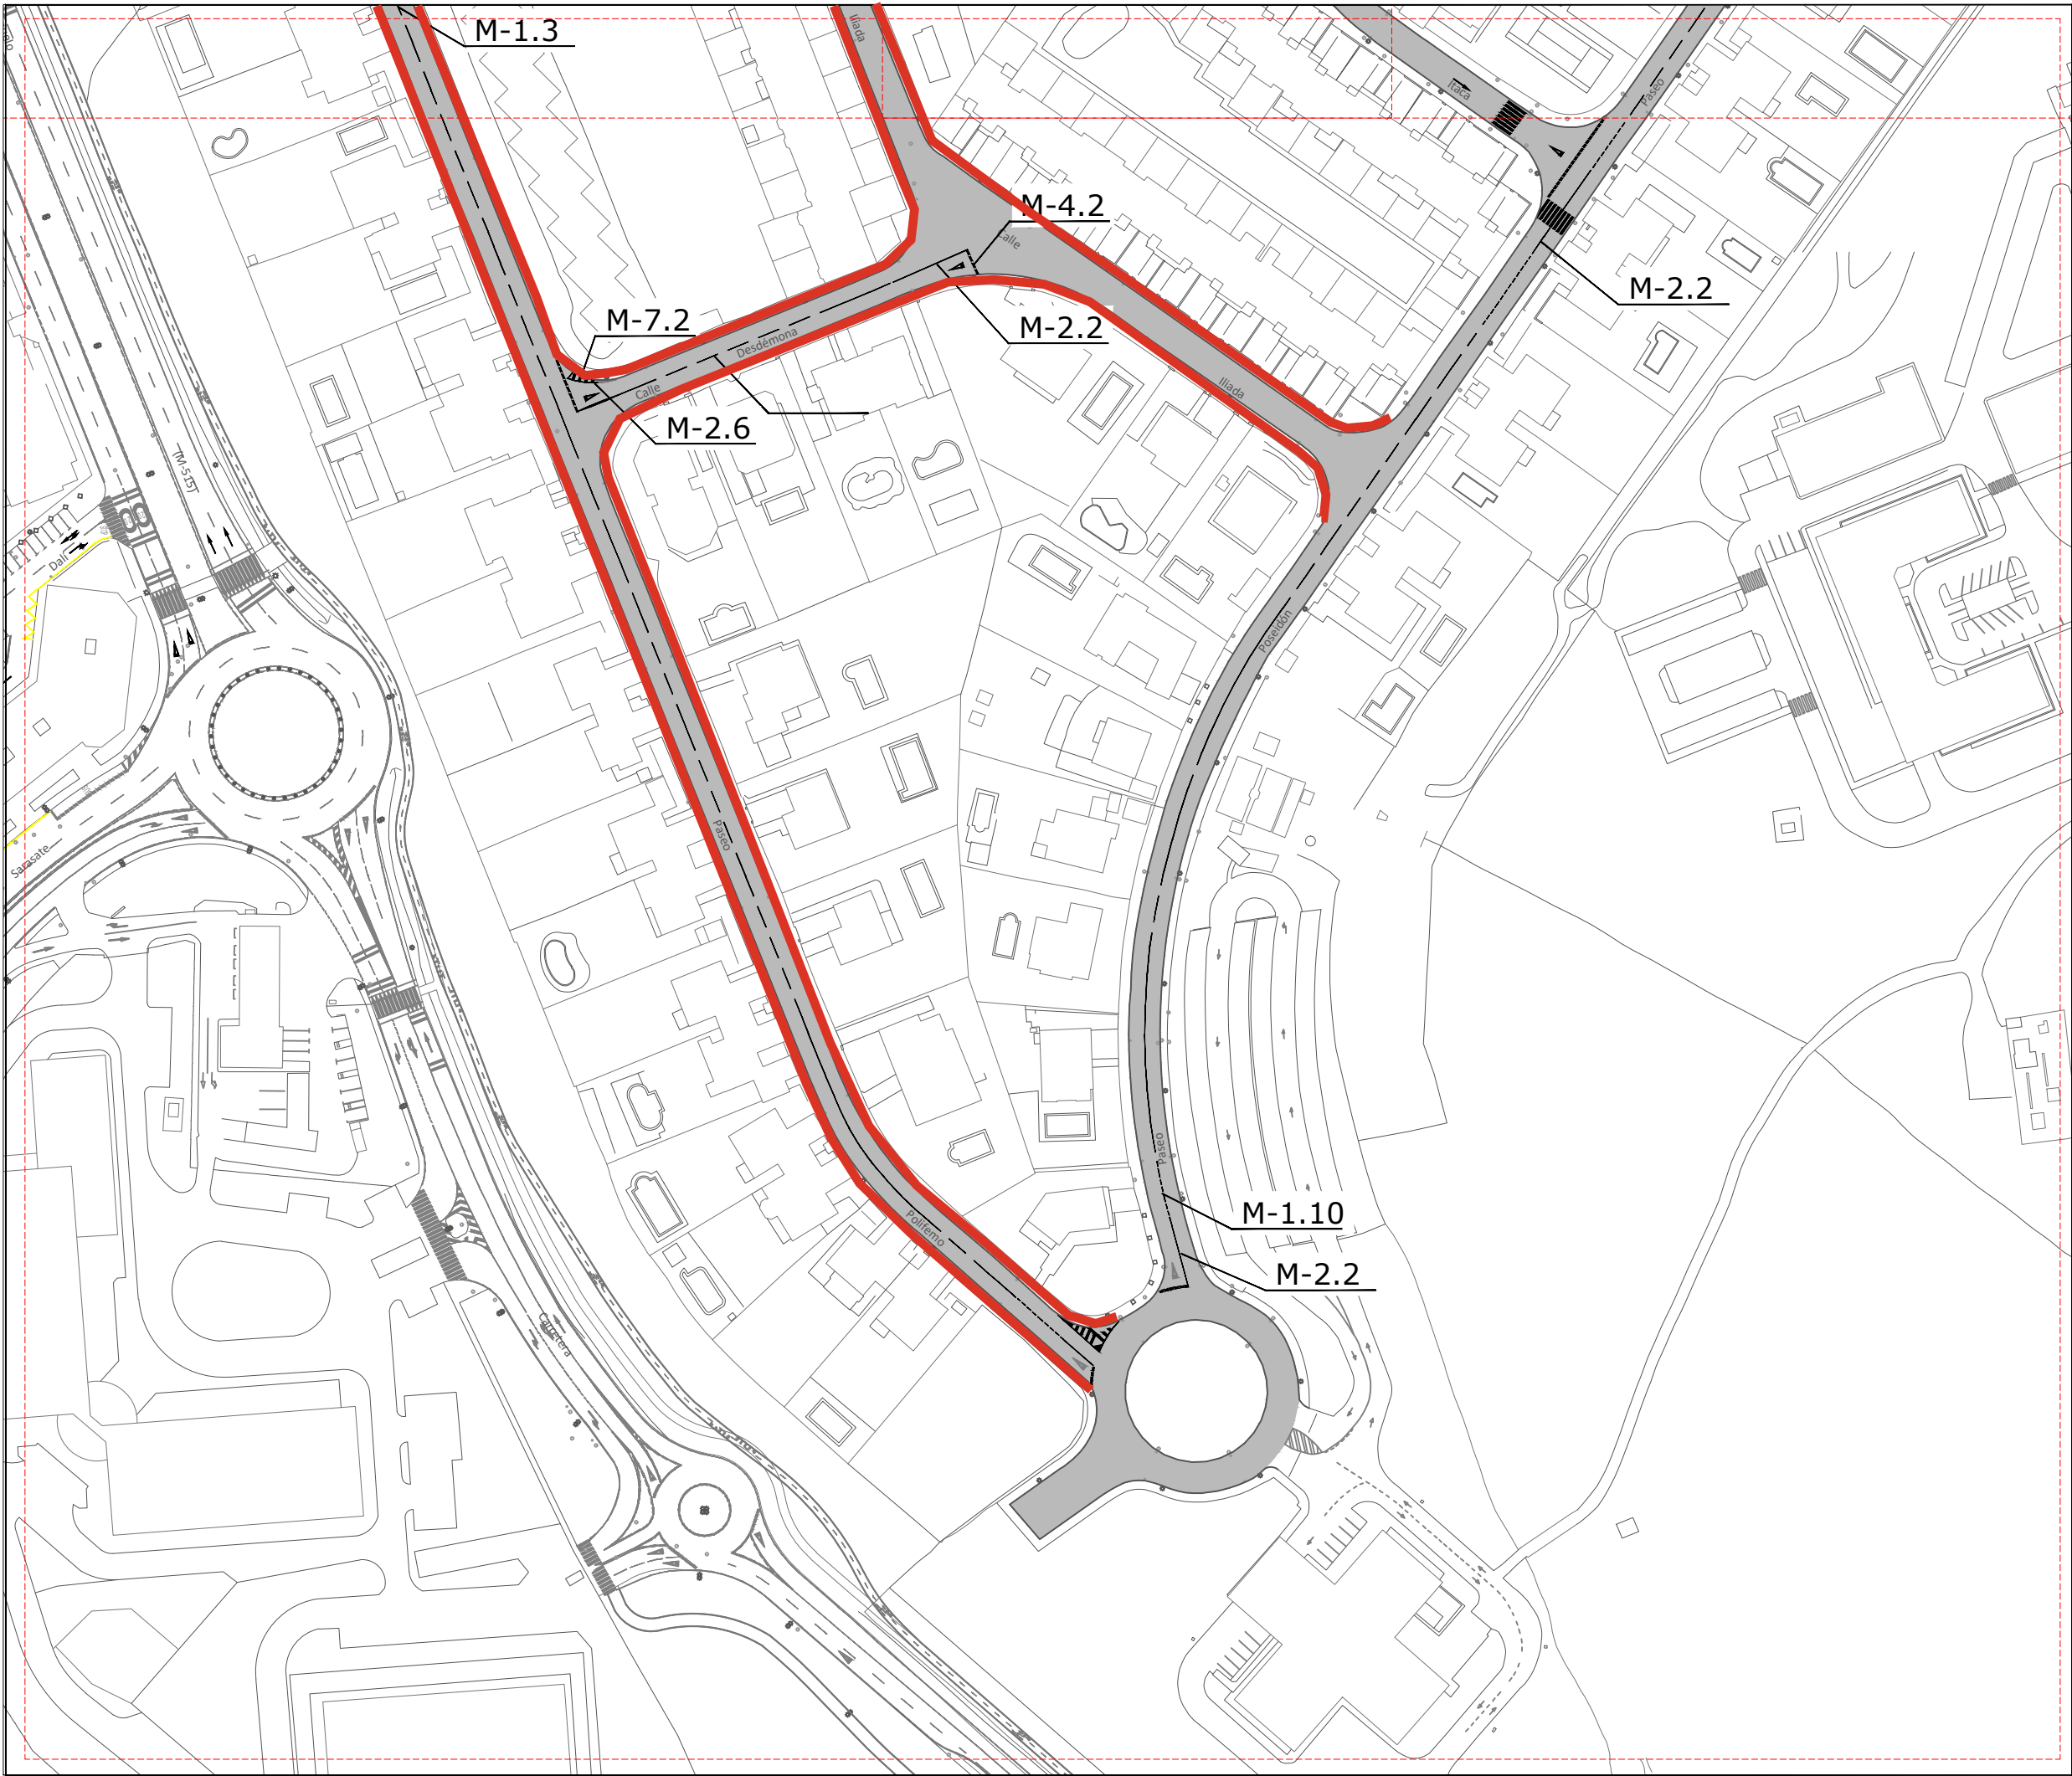 M-1.3
Iliada
Itaca
Paseo
M-4.2
Calle
M-2.2
M-7.2
M-2.2
Desdémona
Calle
Iliada
M-2.6
(M-515)
Dalí
Poseidón
Paseo
Sarasate
Paseo
M-1.10
Polifemo
M-2.2
Carretera